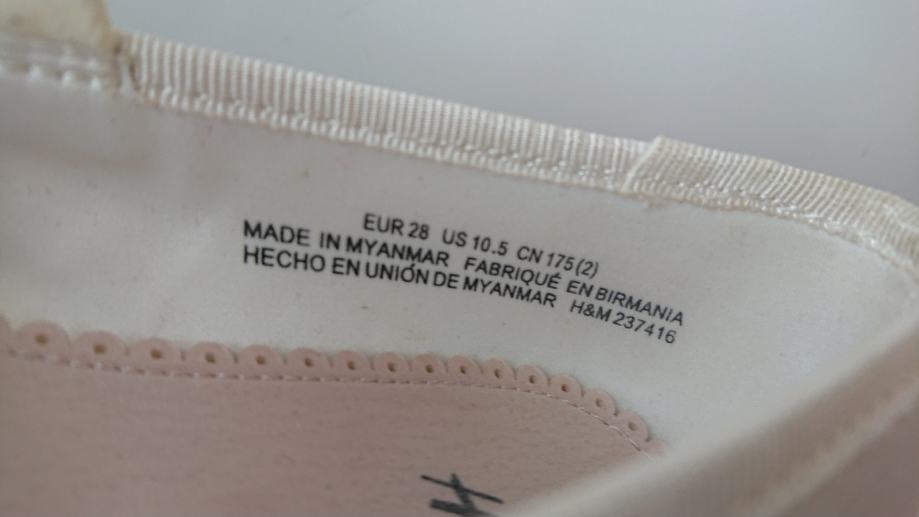 EUR 28 US 10.5 CN 175(2)
MADE IN MYANMAR FABRIQUÉ EN BIRMANIA
HECHO EN UNIÓN DE MYANMAR H&M 237416